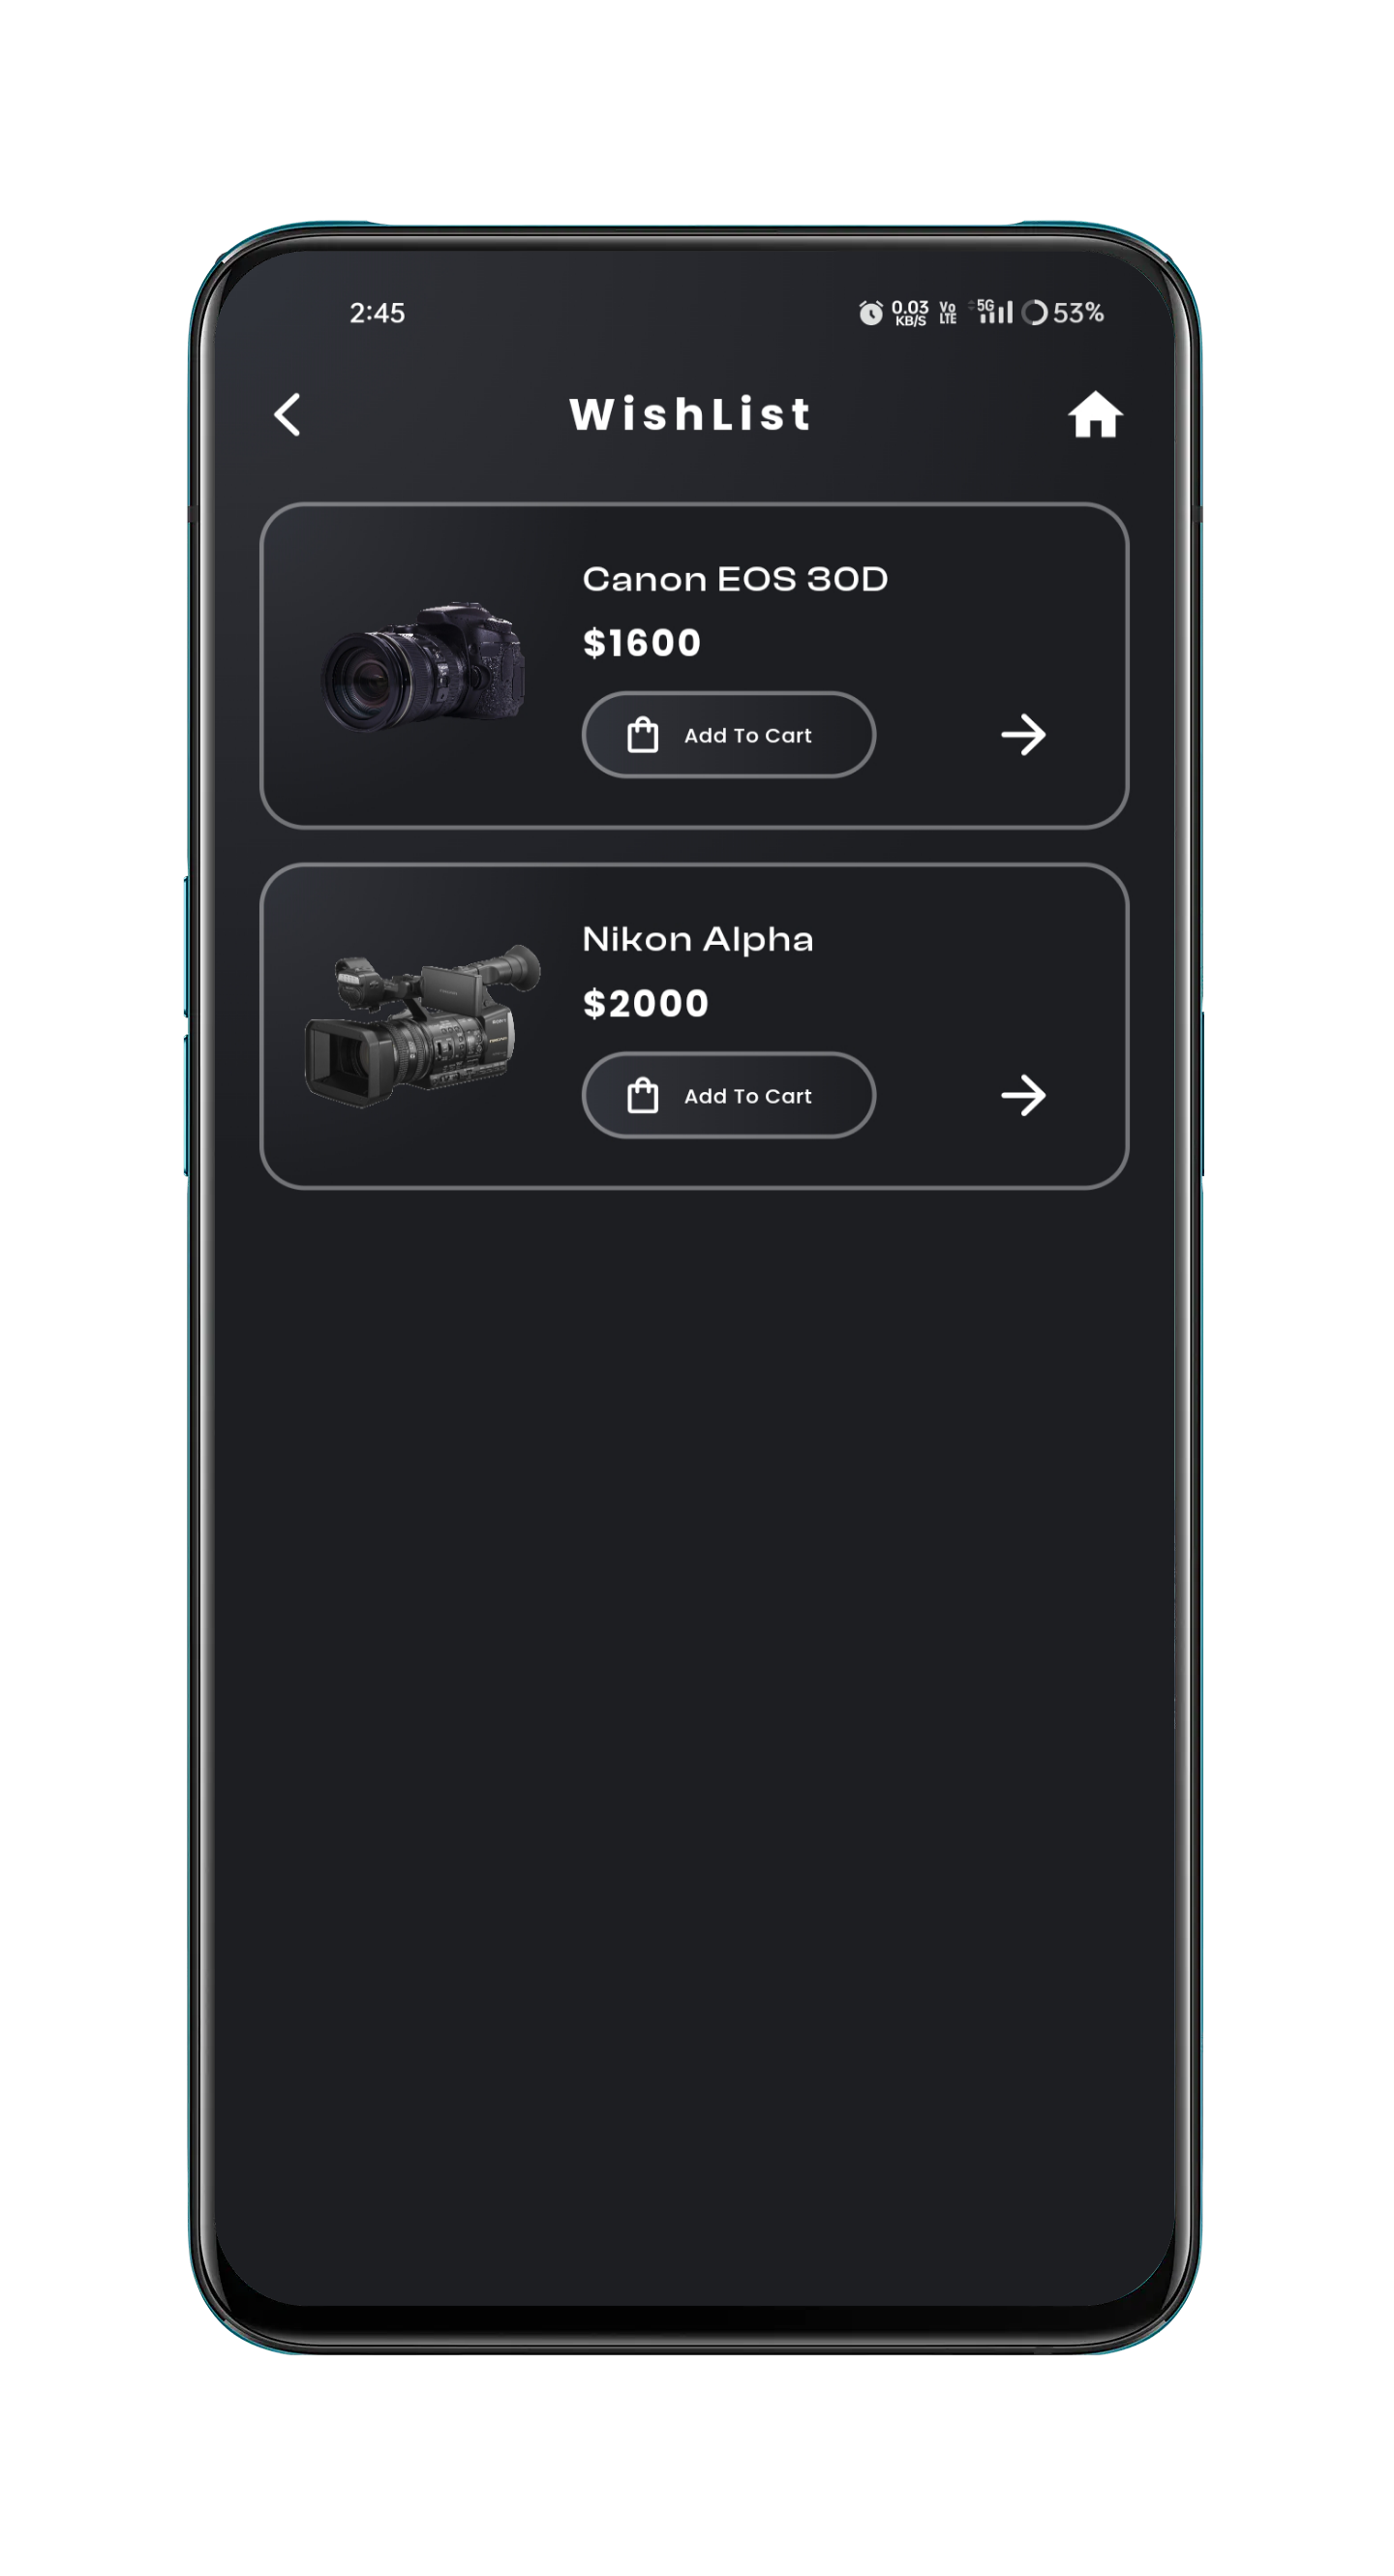 2:45 0.03 KB/S Vo LTE 5G 53%
WishList
Canon EOS 30D
$1600
Add To Cart
Nikon Alpha
$2000
Add To Cart